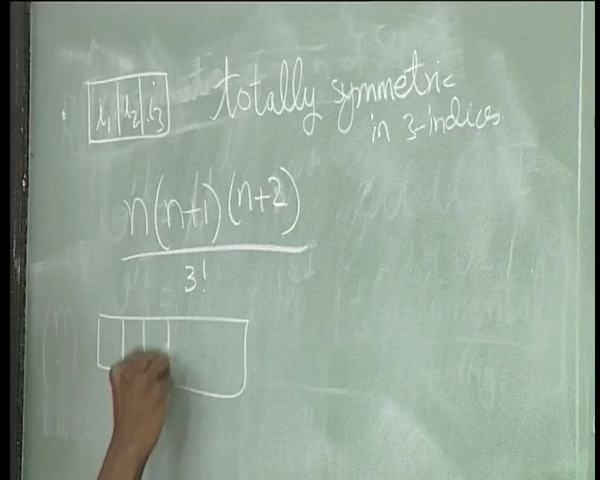 i₁ i₂ i₃ totally symmetric
in 3-indices
n(n+1)(n+2)
3!